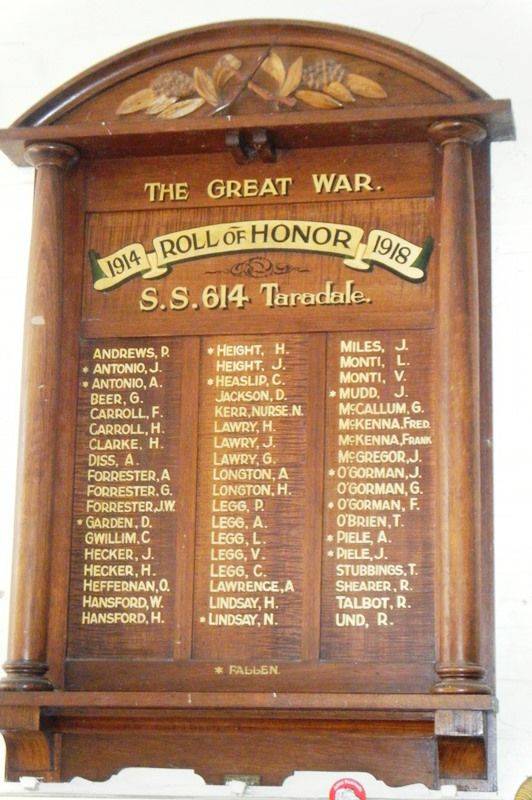 THE GREAT WAR.
1914 ROLL OF HONOR 1918
S.S. 614 Taradale.
ANDREWS, P.
* ANTONIO, J.
* ANTONIO, A.
BEER, G.
CARROLL, F.
CARROLL, H.
CLARKE, H.
DISS, A.
FORRESTER, A
FORRESTER, G.
FORRESTER, J.W.
* GARDEN, D.
GWILLIM, C
HECKER, J.
HECKER, H.
HEFFERNAN, O.
HANSFORD, W.
HANSFORD, H.
* HEIGHT, H.
HEIGHT, J.
* HEASLIP, C.
JACKSON, D.
KERR, NURSE. N.
LAWRY, H.
LAWRY, J.
LAWRY, G.
LONGTON, A
LONGTON, H.
LEGG, P.
LEGG, A.
LEGG, L.
LEGG, V.
LEGG, C.
LAWRENCE, A
LINDSAY, H.
* LINDSAY, N.
MILES, J.
MONTI, L.
MONTI, V.
* MUDD, J.
McCALLUM, G.
McKENNA, FRED.
McKENNA, FRANK
McGREGOR, J.
* O'GORMAN, J.
O'GORMAN, G.
* O'GORMAN, F.
O'BRIEN, T.
* PIELE, A.
* PIELE, J.
STUBBINGS, T.
SHEARER, R.
TALBOT, R.
UND, R.
* FALLEN.